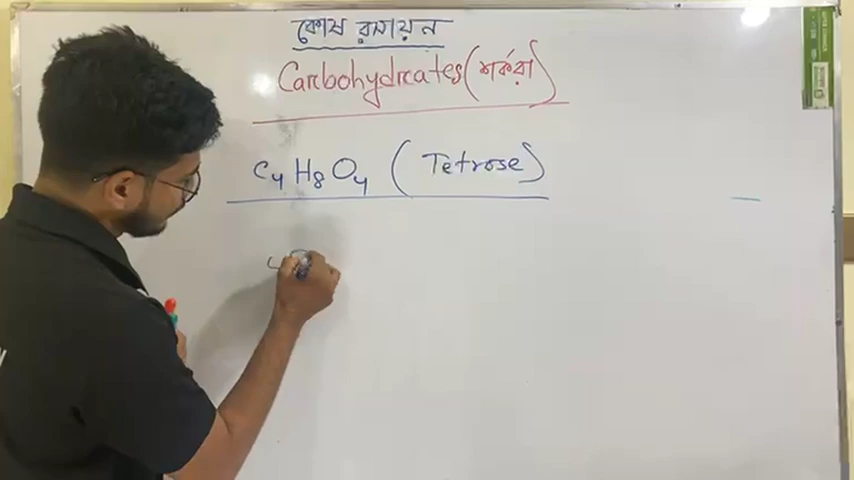 কোষ রসায়ন
Carbohydrates (শর্করা)
C₄ H₈ O₄ ( Tetrose )